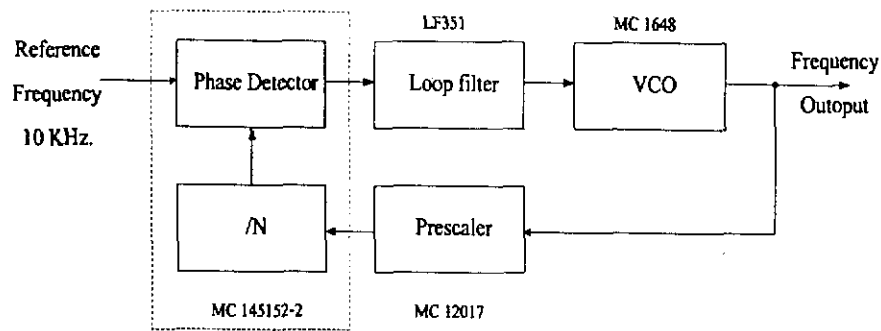 LF351
MC 1648
Reference
Frequency
10 KHz.
Phase Detector
Loop filter
VCO
Frequency
Outoput
/N
Prescaler
MC 145152-2
MC 12017